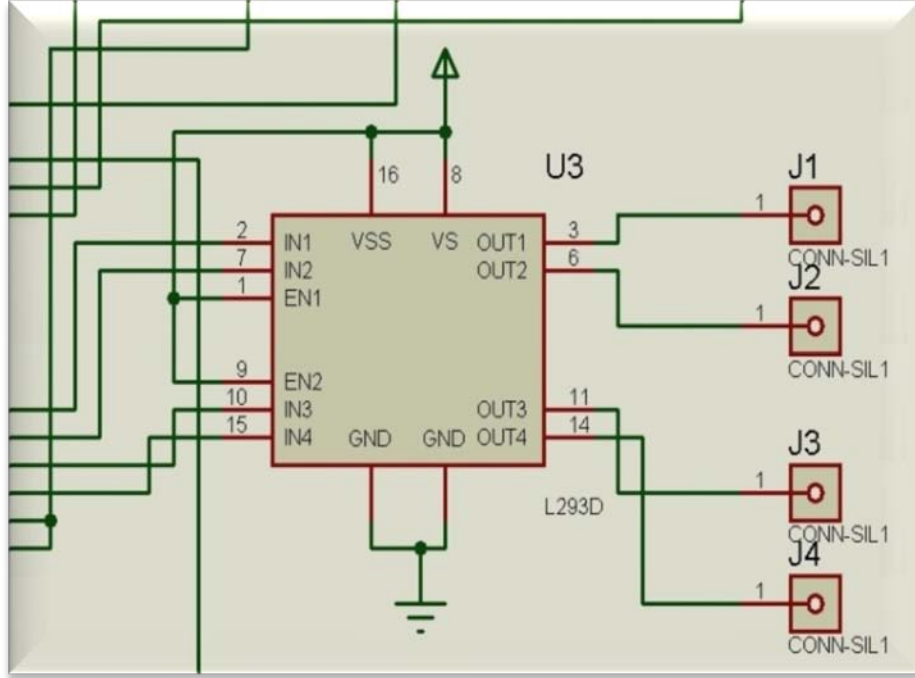 U3
16
8
VSS
VS
2
IN1
7
IN2
1
EN1
9
EN2
10
IN3
15
IN4
GND
GND
OUT1
3
OUT2
6
OUT3
11
OUT4
14
L293D
J1
1
CONN-SIL1
J2
1
CONN-SIL1
J3
1
CONN-SIL1
J4
1
CONN-SIL1